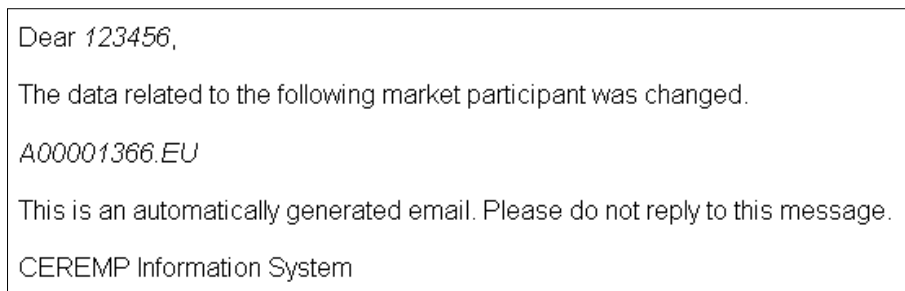 Dear 123456,
The data related to the following market participant was changed.
A00001366.EU
This is an automatically generated email. Please do not reply to this message.
CEREMP Information System